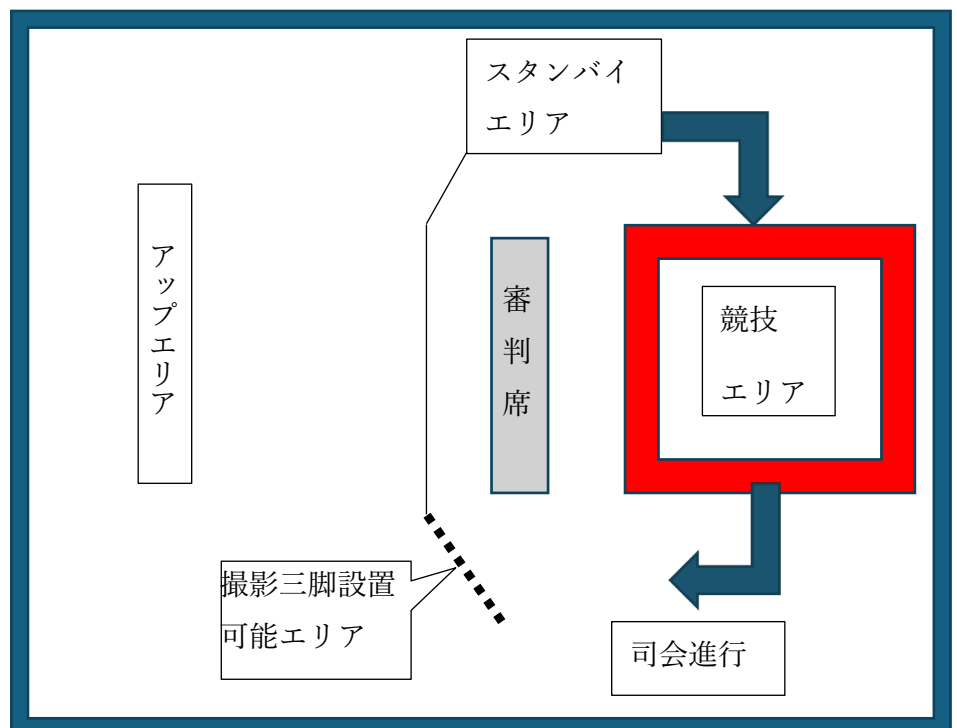 スタンバイ
エリア
アップエリア
審判席
競技
エリア
撮影三脚設置
可能エリア
司会進行